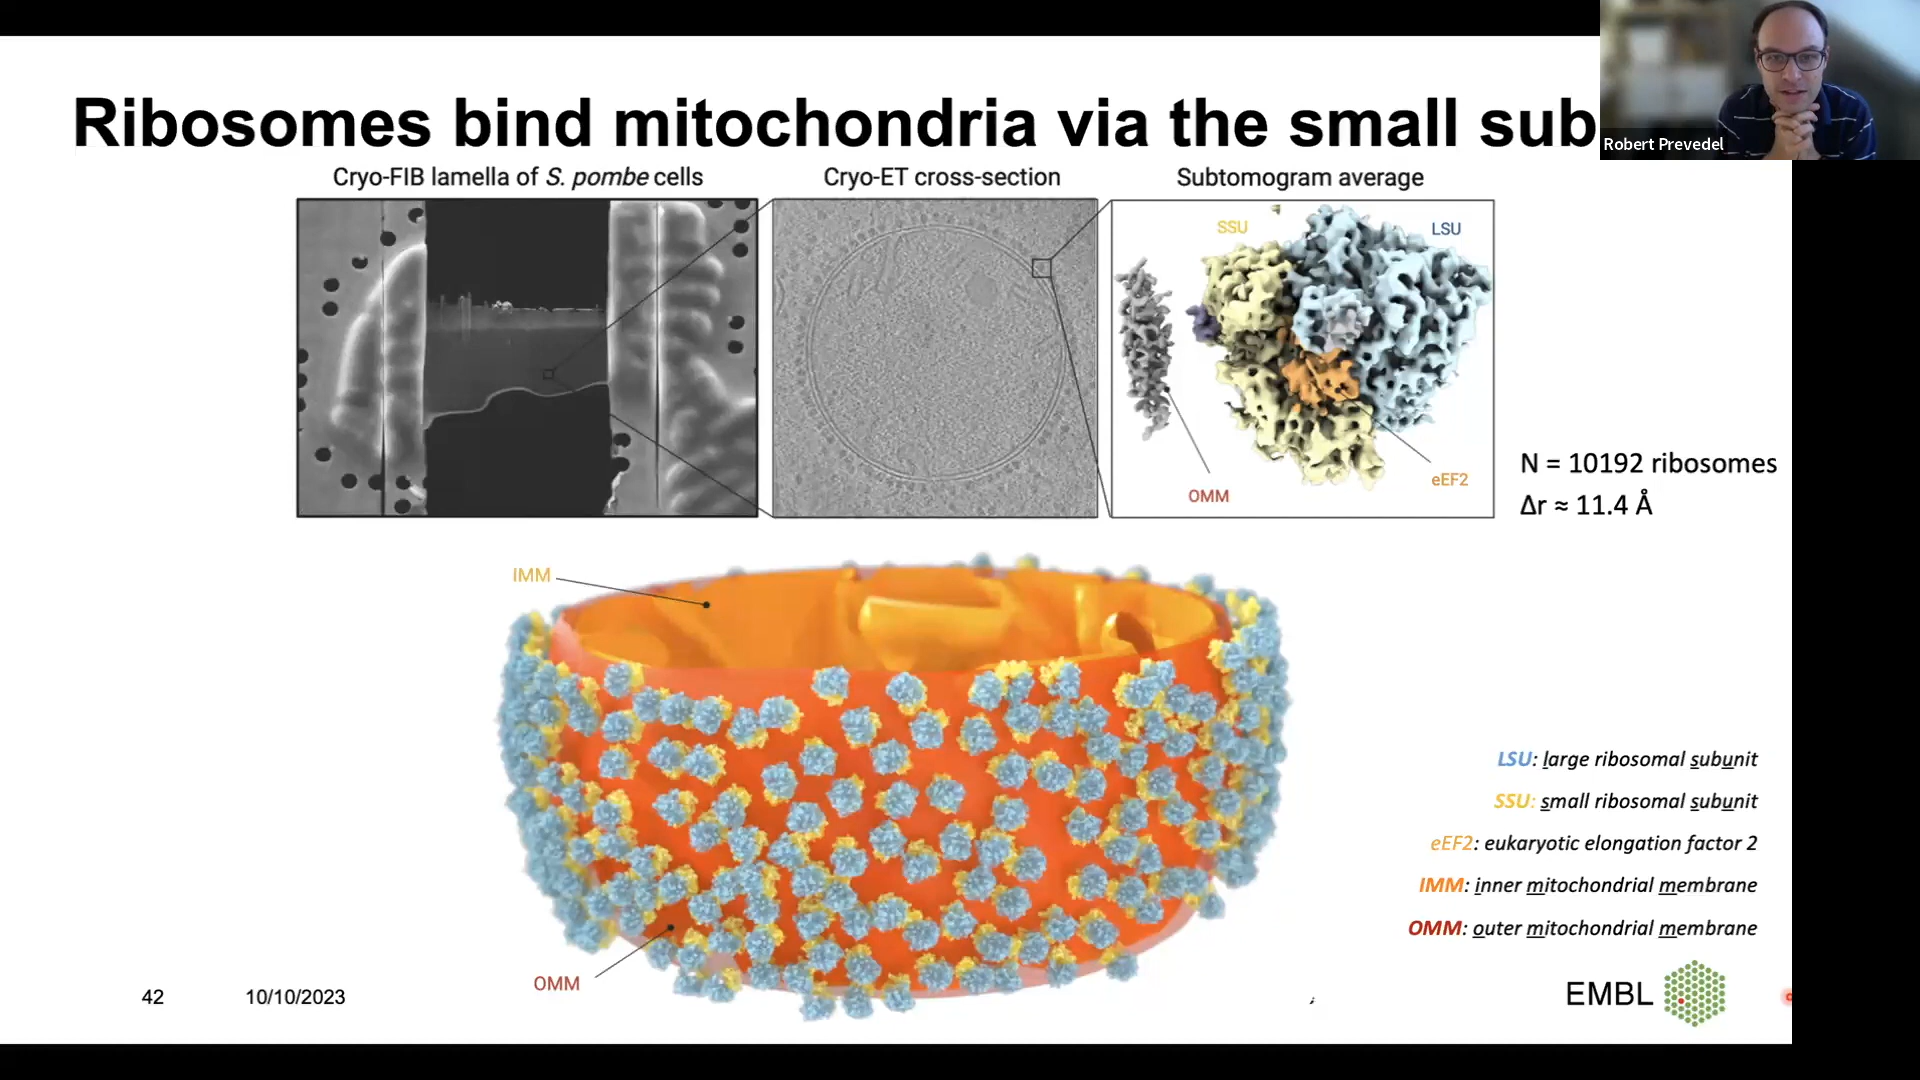 Ribosomes bind mitochondria via the small sub
Robert Prevedel
Cryo-FIB lamella of S. pombe cells
Cryo-ET cross-section
Subtomogram average
SSU
LSU
OMM
eEF2
N = 10192 ribosomes
Δr ≈ 11.4 Å
IMM
OMM
LSU: large ribosomal subunit
SSU: small ribosomal subunit
eEF2: eukaryotic elongation factor 2
IMM: inner mitochondrial membrane
OMM: outer mitochondrial membrane
42
10/10/2023
EMBL